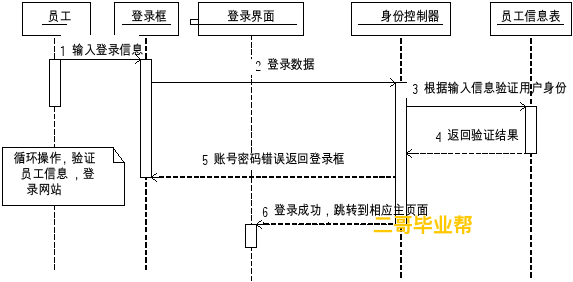 员工
登录框
登录界面
身份控制器
员工信息表
1 输入登录信息
2 登录数据
3 根据输入信息验证用户身份
4 返回验证结果
5 账号密码错误返回登录框
循环操作，验证
员工信息，登
录网站
6 登录成功，跳转到相应主页面
二哥毕业帮